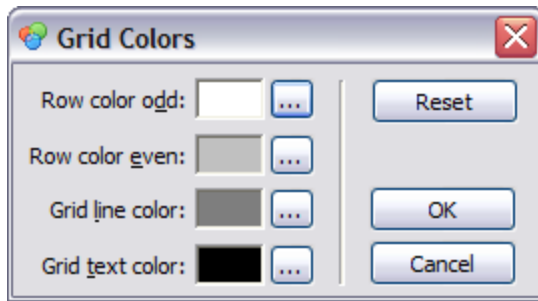 Grid Colors
Row color odd: ... Reset
Row color even: ...
Grid line color: ... OK
Grid text color: ... Cancel